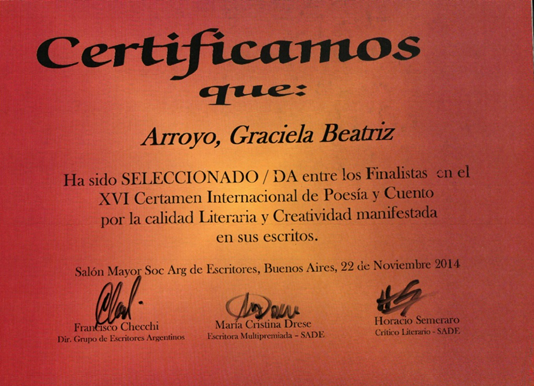 Certificamos
que:
Arroyo, Graciela Beatriz
Ha sido SELECCIONADO / DA entre los Finalistas en el
XVI Certamen Internacional de Poesía y Cuento
por la calidad Literaria y Creatividad manifestada
en sus escritos.
Salón Mayor Soc Arg de Escritores, Buenos Aires, 22 de Noviembre 2014
Francisco Checchi
Dir. Grupo de Escritores Argentinos
María Cristina Drese
Escritora Multipremiada – SADE
Horacio Semeraro
Crítico Literario - SADE